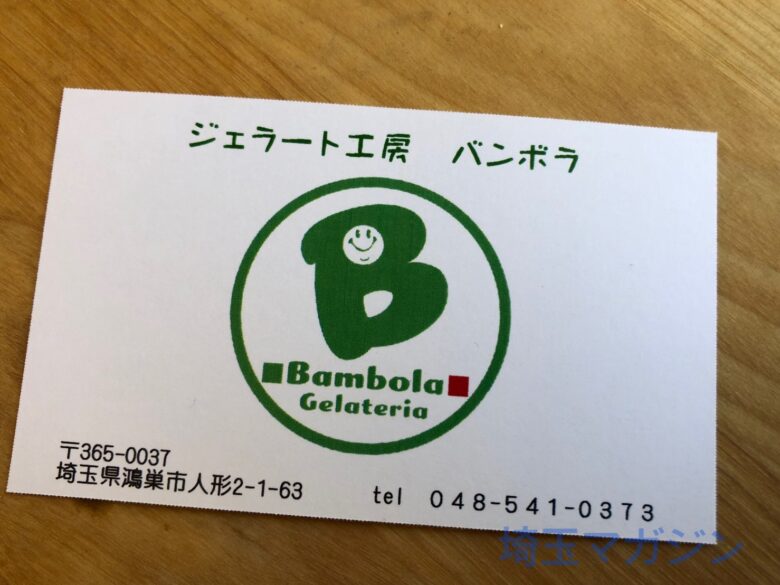 ジェラート工房　バンボラ
B
Bambola
Gelateria
〒365-0037
埼玉県鴻巣市人形2-1-63
tel ０４８-５４１-０３７３
埼玉マガジン